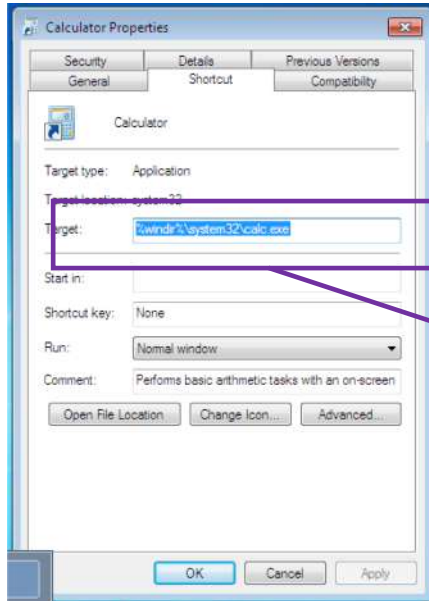 Calculator Properties
Security Details Previous Versions
General Shortcut Compatibility
Calculator
Target type: Application
Target location: system32
Target: %windir%\system32\calc.exe
Start in:
Shortcut key: None
Run: Normal window
Comment: Performs basic arithmetic tasks with an on-screen
Open File Location Change Icon... Advanced...
OK Cancel Apply